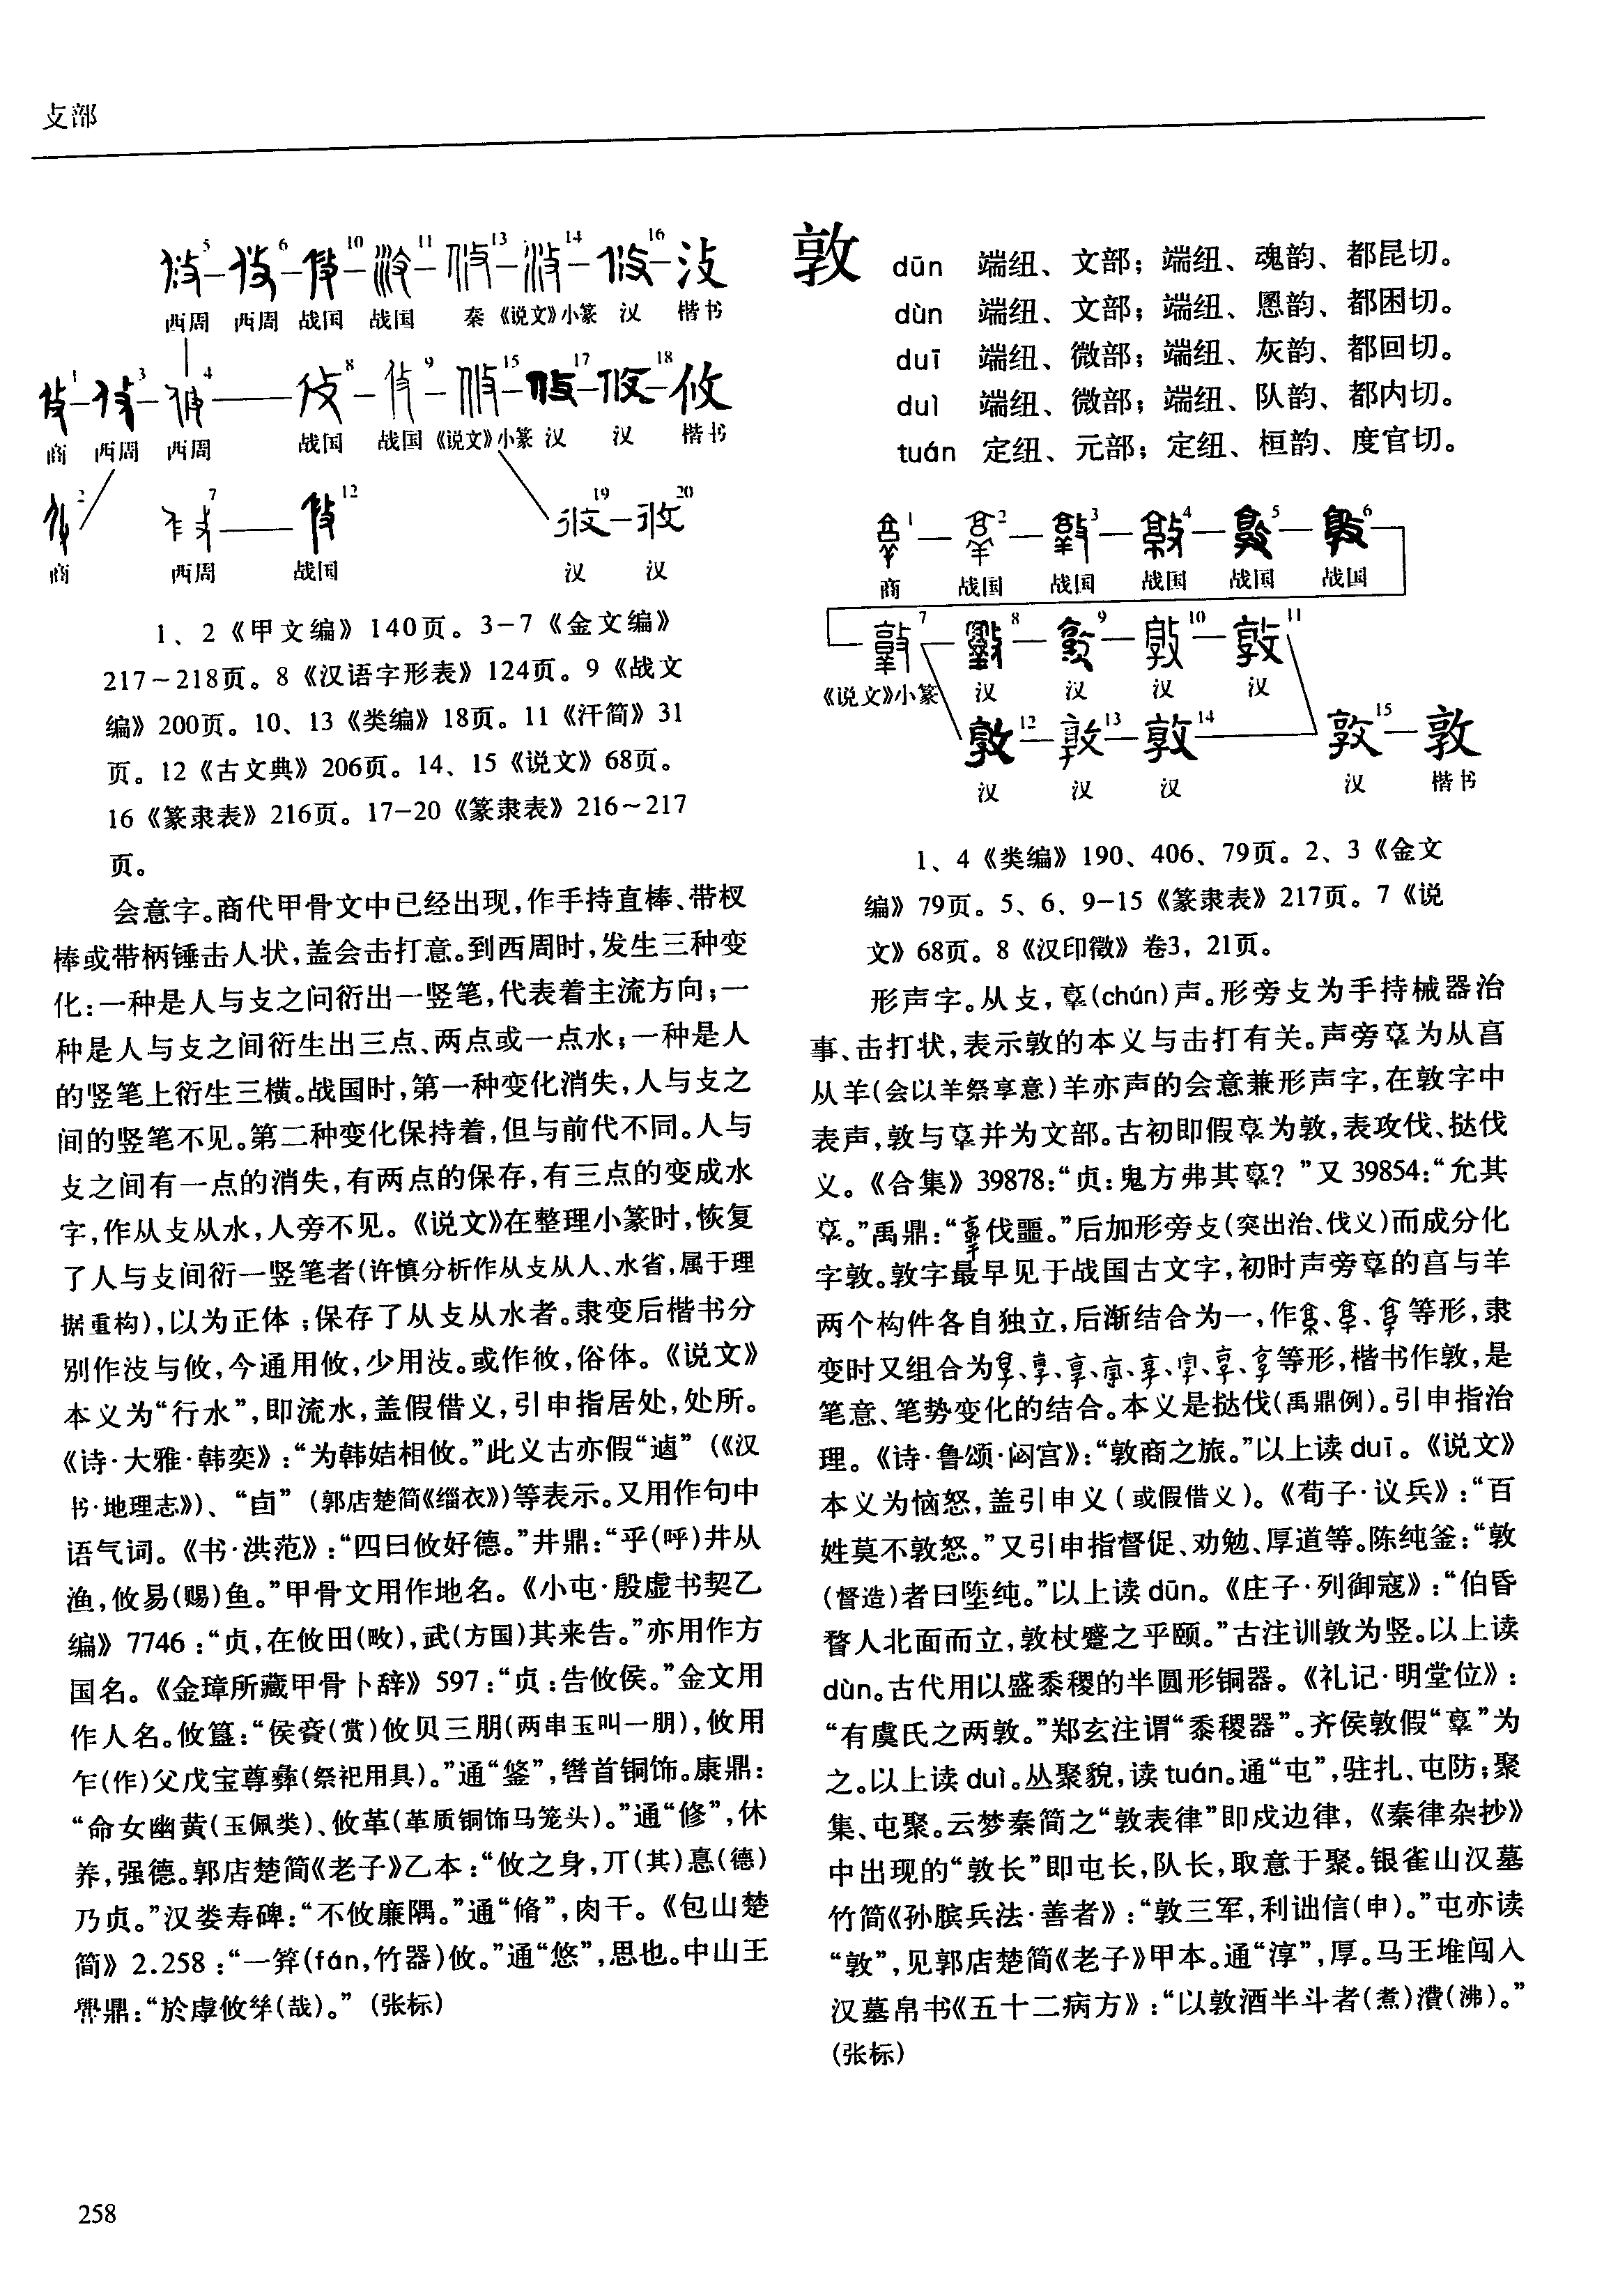 攴部
5 6 10 11 13 14 16
西周 西周 战国 战国 秦 《说文》小篆 汉 楷书
1 3 4 8 9 15 17 18
商 西周 西周 战国 战国 《说文》小篆 汉 汉 楷书
2 7 12 19 20
商 西周 战国 汉 汉
1、2《甲文编》140页。3-7《金文编》
217~218页。8《汉语字形表》124页。9《战文
编》200页。10、13《类编》18页。11《汗简》31
页。12《古文典》206页。14、15《说文》68页。
16《篆隶表》216页。17-20《篆隶表》216~217
页。
会意字。商代甲骨文中已经出现,作手持直棒、带杈
棒或带柄锤击人状,盖会击打意。到西周时,发生三种变
化:一种是人与攴之问衍出一竖笔,代表着主流方向;一
种是人与攴之间衍生出三点、两点或一点水;一种是人
的竖笔上衍生三横。战国时,第一种变化消失,人与攴之
间的竖笔不见。第二种变化保持着,但与前代不同。人与
攴之间有一点的消失,有两点的保存,有三点的变成水
字,作从攴从水,人旁不见。《说文》在整理小篆时,恢复
了人与攴间衍一竖笔者(许慎分析作从攴从人、水省,属于理
据重构),以为正体;保存了从攴从水者。隶变后楷书分
别作汥与攸,今通用攸,少用汥。或作攸,俗体。《说文》
本义为“行水”,即流水,盖假借义,引申指居处,处所。
《诗·大雅·韩奕》:“为韩姞相攸。”此义古亦假“逌”(《汉
书·地理志》)、“卣”(郭店楚简《缁衣》)等表示。又用作句中
语气词。《书·洪范》:“四曰攸好德。”井鼎:“乎(呼)井从
渔,攸易(赐)鱼。”甲骨文用作地名。《小屯·殷虚书契乙
编》7746:“贞,在攸田(畋),武(方国)其来告。”亦用作方
国名。《金璋所藏甲骨卜辞》597:“贞:告攸侯。”金文用
作人名。攸簋:“侯賚(赏)攸贝三朋(两串玉叫一朋),攸用
乍(作)父戊宝尊彝(祭祀用具)。”通“鋚”,辔首铜饰。康鼎:
“命女幽黄(玉佩类)、攸革(革质铜饰马笼头)。”通“修”,休
养,强德。郭店楚简《老子》乙本:“攸之身,丌(其)悳(德)
乃贞。”汉娄寿碑:“不攸廉隅。”通“脩”,肉干。《包山楚
简》2.258:“一笲(fán,竹器)攸。”通“悠”,思也。中山王
鼎:“於虖攸(哉)。”(张标)
敦 dūn 端纽、文部;端纽、魂韵、都昆切。
dùn 端纽、文部;端纽、慁韵、都困切。
duī 端纽、微部;端纽、灰韵、都回切。
duì 端纽、微部;端纽、队韵、都内切。
tuán 定纽、元部;定纽、桓韵、度官切。
1 2 3 4 5 6
商 战国 战国 战国 战国 战国
7 8 9 10 11
《说文》小篆 汉 汉 汉 汉
12 13 14 15
汉 汉 汉 汉 楷书
1、4《类编》190、406、79页。2、3《金文
编》79页。5、6、9-15《篆隶表》217页。7《说
文》68页。8《汉印徵》卷3,21页。
形声字。从攴,𦎫(chún)声。形旁攴为手持械器治
事、击打状,表示敦的本义与击打有关。声旁𦎫为从亯
从羊(会以羊祭享意)羊亦声的会意兼形声字,在敦字中
表声,敦与𦎫并为文部。古初即假𦎫为敦,表攻伐、挞伐
义。《合集》39878:“贞:鬼方弗其𦎫?”又39854:“允其
𦎫。”禹鼎:“𦎫伐噩。”后加形旁攴(突出治、伐义)而成分化
字敦。敦字最早见于战国古文字,初时声旁𦎫的亯与羊
两个构件各自独立,后渐结合为一,作等形,隶
变时又组合为等形,楷书作敦,是
笔意、笔势变化的结合。本义是挞伐(禹鼎例)。引申指治
理。《诗·鲁颂·闷宫》:“敦商之旅。”以上读duī。《说文》
本义为恼怒,盖引申义(或假借义)。《荀子·议兵》:“百
姓莫不敦怒。”又引申指督促、劝勉、厚道等。陈纯釜:“敦
(督造)者曰陸纯。”以上读dūn。《庄子·列御寇》:“伯昏
瞀人北面而立,敦杖蹙之乎颐。”古注训敦为竖。以上读
dùn。古代用以盛黍稷的半圆形铜器。《礼记·明堂位》:
“有虞氏之两敦。”郑玄注谓“黍稷器”。齐侯敦假“𦎫”为
之。以上读duì。丛聚貌,读tuán。通“屯”,驻扎、屯防;聚
集、屯聚。云梦秦简之“敦表律”即戍边律,《秦律杂抄》
中出现的“敦长”即屯长,队长,取意于聚。银雀山汉墓
竹简《孙膑兵法·善者》:“敦三军,利诎信(申)。”屯亦读
“敦”,见郭店楚简《老子》甲本。通“淳”,厚。马王堆闯入
汉墓帛书《五十二病方》:“以敦酒半斗者(煮)濆(沸)。”
(张标)
258